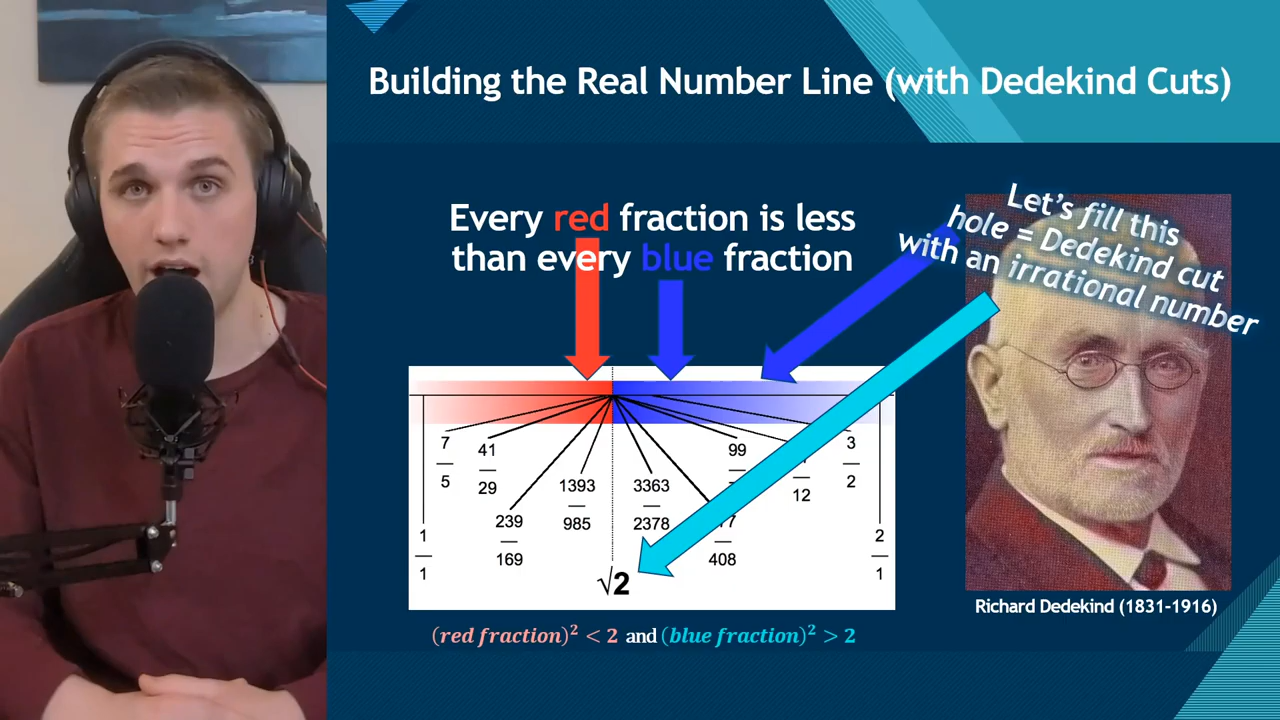 Building the Real Number Line (with Dedekind Cuts)
Every red fraction is less
than every blue fraction
Let's fill this
hole = Dedekind cut
with an irrational number
7
5
41
29
1393
985
3363
2378
99
3
2
12
239
169
408
1
1
2
1
√2
Richard Dedekind (1831-1916)
(red fraction)² < 2 and (blue fraction)² > 2